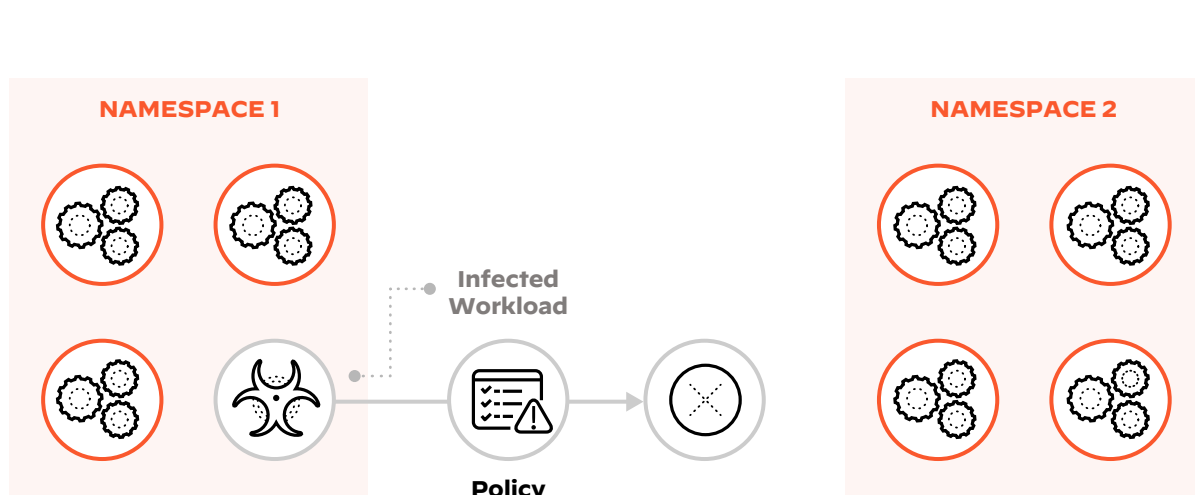 NAMESPACE 1
NAMESPACE 2
Infected
Workload
Policy